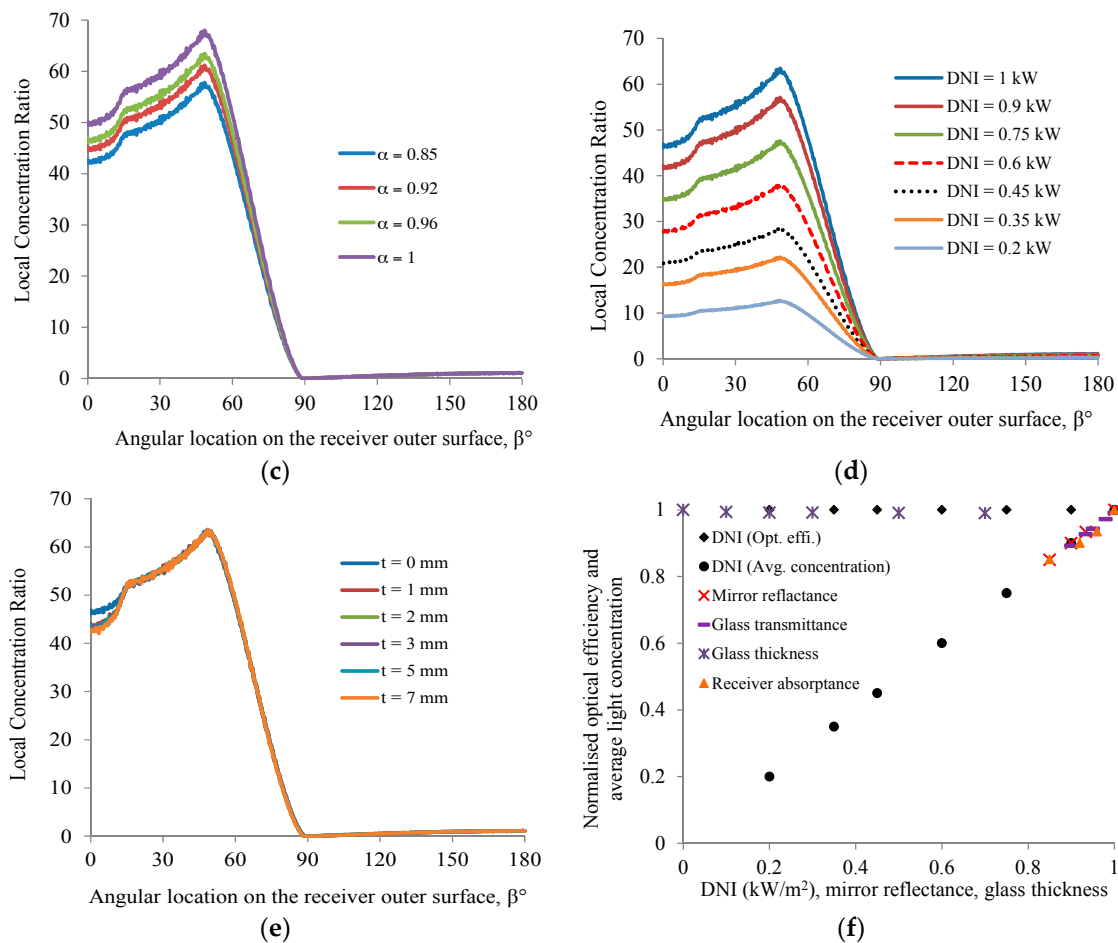 70
60
50
40
30
20
10
0
Local Concentration Ratio
α = 0.85
α = 0.92
α = 0.96
α = 1
0 30 60 90 120 150 180
Angular location on the receiver outer surface, β°
(c)
70
60
50
40
30
20
10
0
Local Concentration Ratio
DNI = 1 kW
DNI = 0.9 kW
DNI = 0.75 kW
DNI = 0.6 kW
DNI = 0.45 kW
DNI = 0.35 kW
DNI = 0.2 kW
0 30 60 90 120 150 180
Angular location on the receiver outer surface, β°
(d)
70
60
50
40
30
20
10
0
Local Concentration Ratio
t = 0 mm
t = 1 mm
t = 2 mm
t = 3 mm
t = 5 mm
t = 7 mm
0 30 60 90 120 150 180
Angular location on the receiver outer surface, β°
(e)
1
0.8
0.6
0.4
0.2
0
Normalised optical efficiency and
average light concentration
DNI (Opt. effi.)
DNI (Avg. concentration)
Mirror reflactance
Glass transmittance
Glass thickness
Receiver absorptance
0 0.2 0.4 0.6 0.8 1
DNI (kW/m²), mirror reflectance, glass thickness
(f)